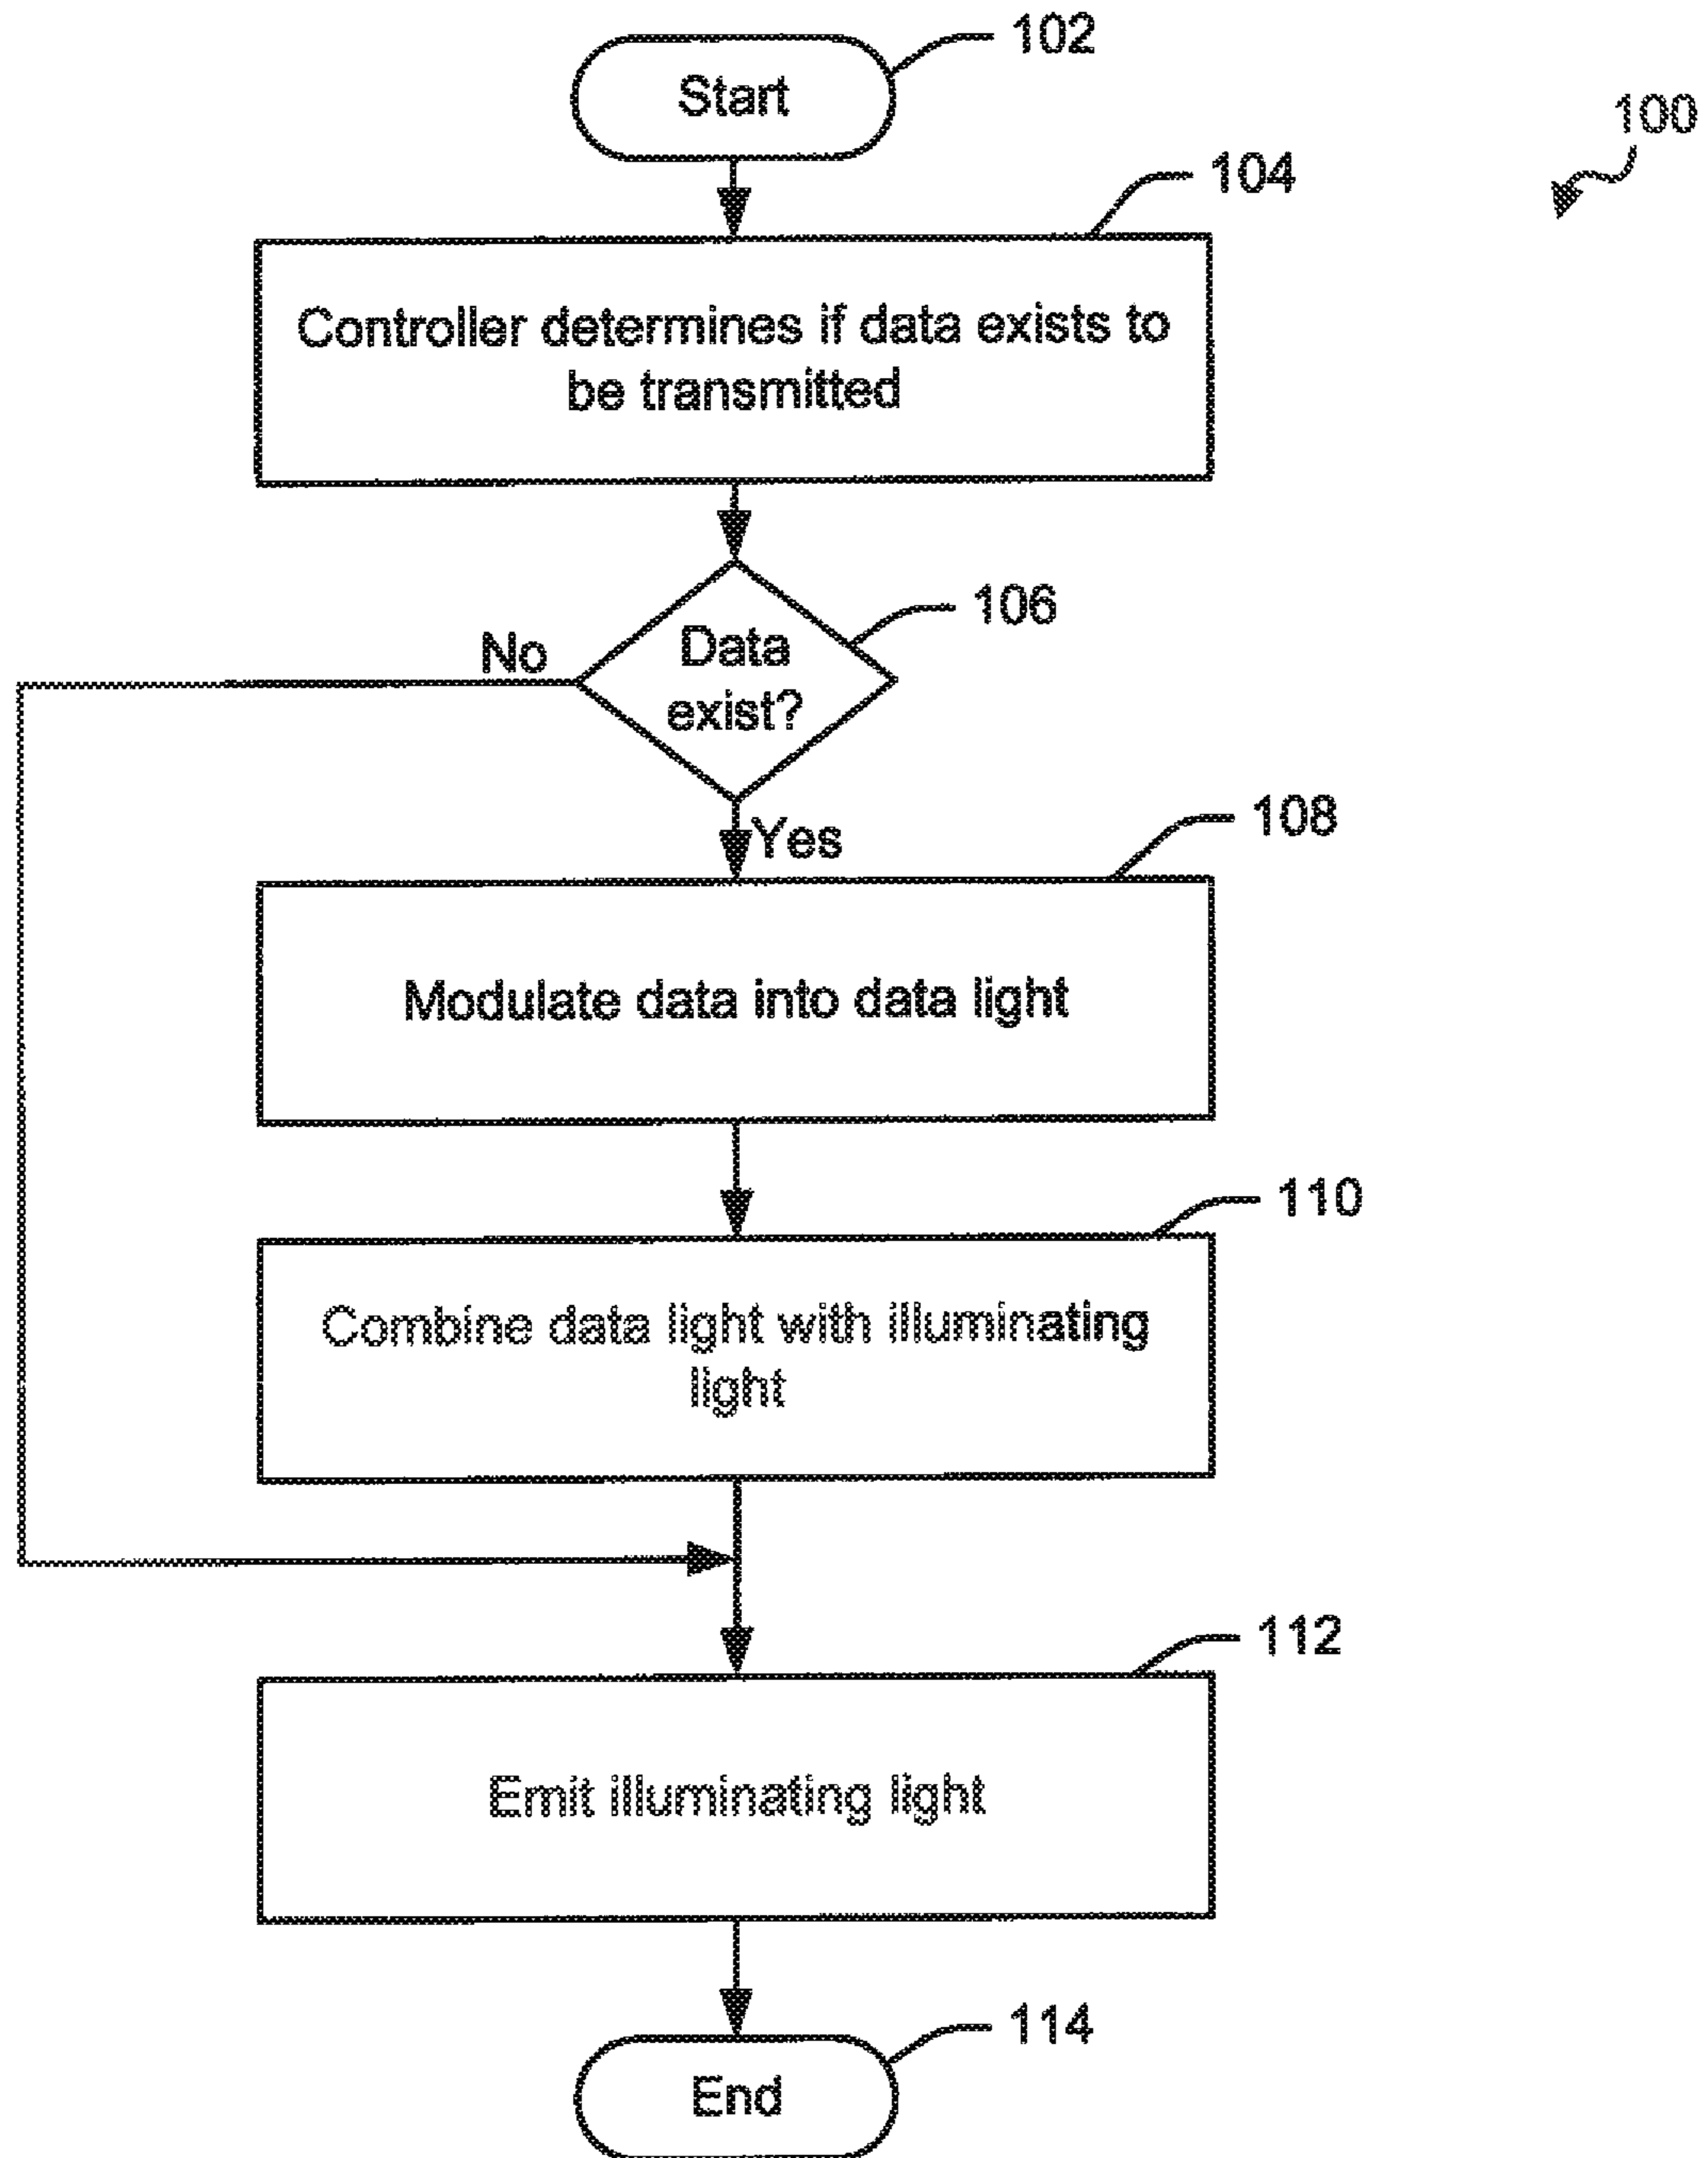 102
Start
100
104
Controller determines if data exists to
be transmitted
106
No
Data
exist?
Yes
108
Modulate data into data light
110
Combine data light with illuminating
light
112
Emit illuminating light
114
End